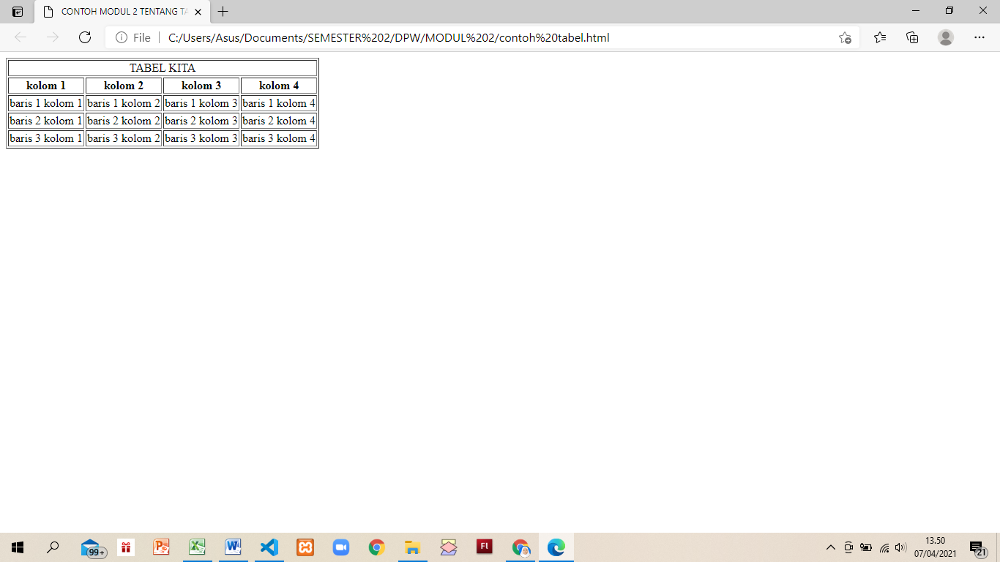 CONTOH MODUL 2 TENTANG TA
File
C:/Users/Asus/Documents/SEMESTER%202/DPW/MODUL%202/contoh%20tabel.html
TABEL KITA
kolom 1 kolom 2 kolom 3 kolom 4
baris 1 kolom 1 baris 1 kolom 2 baris 1 kolom 3 baris 1 kolom 4
baris 2 kolom 1 baris 2 kolom 2 baris 2 kolom 3 baris 2 kolom 4
baris 3 kolom 1 baris 3 kolom 2 baris 3 kolom 3 baris 3 kolom 4
99+
Fl
13.50
07/04/2021
21